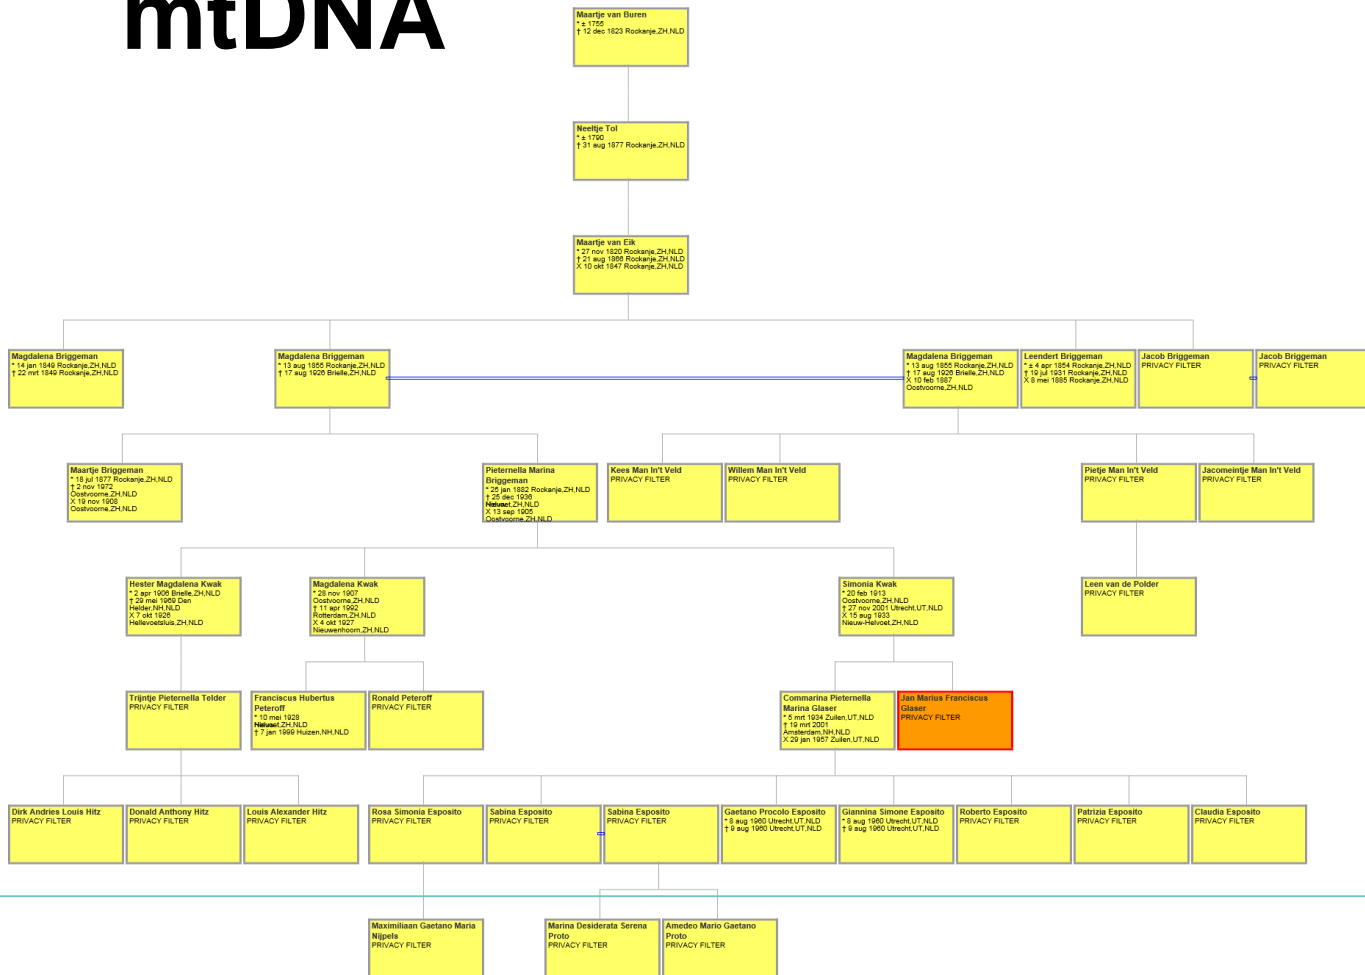 mtDNA
Maartje van Buren
* ± 1755
† 12 dec 1823 Rockanje,ZH,NLD
Neeltje Tol
* ± 1790
† 31 aug 1877 Rockanje,ZH,NLD
Maartje van Eik
* 27 nov 1820 Rockanje,ZH,NLD
† 21 aug 1866 Rockanje,ZH,NLD
X 10 okt 1847 Rockanje,ZH,NLD
Magdalena Briggeman
* 14 jan 1849 Rockanje,ZH,NLD
† 22 mrt 1849 Rockanje,ZH,NLD
Magdalena Briggeman
* 13 aug 1855 Rockanje,ZH,NLD
† 17 aug 1926 Brielle,ZH,NLD
Magdalena Briggeman
* 13 aug 1855 Rockanje,ZH,NLD
† 17 aug 1926 Brielle,ZH,NLD
X 10 feb 1887
Oostvoorne,ZH,NLD
Leendert Briggeman
* ± 4 apr 1854 Rockanje,ZH,NLD
† 19 jul 1931 Rockanje,ZH,NLD
X 8 mei 1885 Rockanje,ZH,NLD
Jacob Briggeman
PRIVACY FILTER
Jacob Briggeman
PRIVACY FILTER
Maartje Briggeman
* 18 jul 1877 Rockanje,ZH,NLD
† 2 nov 1972
Oostvoorne,ZH,NLD
X 19 nov 1908
Oostvoorne,ZH,NLD
Pieternella Marina
Briggeman
* 25 jan 1882 Rockanje,ZH,NLD
† 25 dec 1936
,ZH,NLD
X 13 sep 1905
Oostvoorne,ZH,NLD
Kees Man In't Veld
PRIVACY FILTER
Willem Man In't Veld
PRIVACY FILTER
Pietje Man In't Veld
PRIVACY FILTER
Jacomeintje Man In't Veld
PRIVACY FILTER
Hester Magdalena Kwak
* 2 apr 1906 Brielle,ZH,NLD
† 29 mei 1969 Den
Helder,NH,NLD
X 7 okt 1926
Hellevoetsluis,ZH,NLD
Magdalena Kwak
* 28 nov 1907
Oostvoorne,ZH,NLD
† 11 apr 1992
Rotterdam,ZH,NLD
X 4 okt 1927
Nieuwenhoorn,ZH,NLD
Simonia Kwak
* 20 feb 1913
Oostvoorne,ZH,NLD
† 27 nov 2001 Utrecht,UT,NLD
X 15 aug 1933
Nieuw-Helvoet,ZH,NLD
Leen van de Polder
PRIVACY FILTER
Trijntje Pieternella Telder
PRIVACY FILTER
Franciscus Hubertus
Peteroff
* 10 mei 1928
,ZH,NLD
† 7 jan 1999 Huizen,NH,NLD
Ronald Peteroff
PRIVACY FILTER
Commarina Pieternella
Marina Glaser
* 5 mrt 1934 Zuilen,UT,NLD
† 19 mrt 2001
Amsterdam,NH,NLD
X 29 jan 1957 Zuilen,UT,NLD
Jan Marius Franciscus
Glaser
PRIVACY FILTER
Dirk Andries Louis Hitz
PRIVACY FILTER
Donald Anthony Hitz
PRIVACY FILTER
Louis Alexander Hitz
PRIVACY FILTER
Rosa Simonia Esposito
PRIVACY FILTER
Sabina Esposito
PRIVACY FILTER
Sabina Esposito
PRIVACY FILTER
Gaetano Procolo Esposito
* 8 aug 1960 Utrecht,UT,NLD
† 9 aug 1960 Utrecht,UT,NLD
Giannina Simone Esposito
* 8 aug 1960 Utrecht,UT,NLD
† 9 aug 1960 Utrecht,UT,NLD
Roberto Esposito
PRIVACY FILTER
Patrizia Esposito
PRIVACY FILTER
Claudia Esposito
PRIVACY FILTER
Maximiliaan Gaetano Maria
Nijpels
PRIVACY FILTER
Marina Desiderata Serena
Proto
PRIVACY FILTER
Amedeo Mario Gaetano
Proto
PRIVACY FILTER